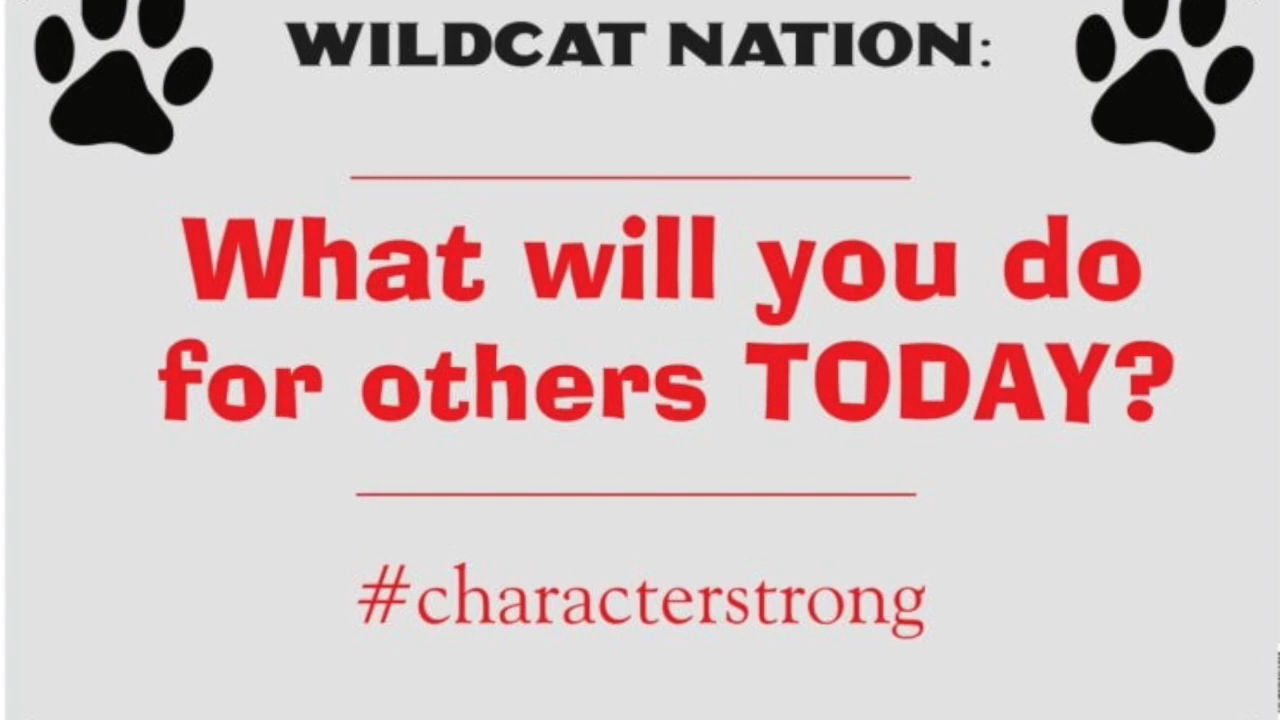 WILDCAT NATION:
What will you do
for others TODAY?
#characterstrong